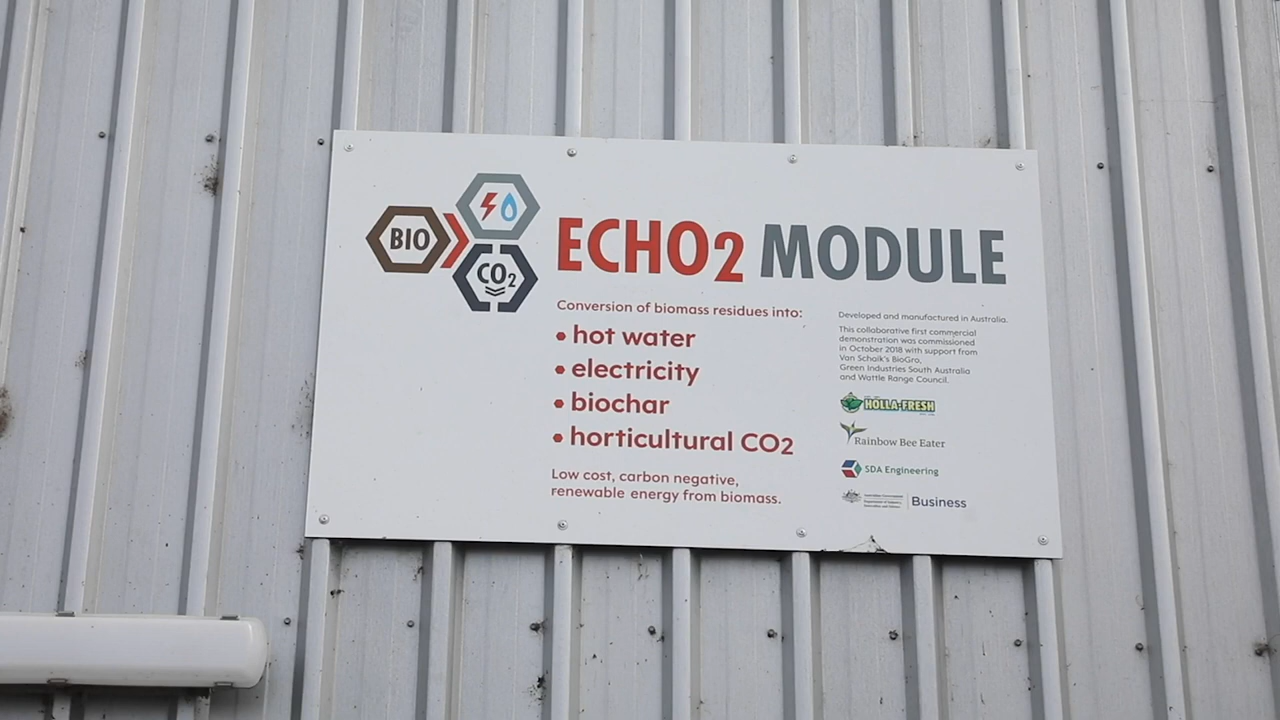 BIO
CO2
ECHO2 MODULE
Conversion of biomass residues into:
• hot water
• electricity
• biochar
• horticultural CO2
Low cost, carbon negative,
renewable energy from biomass.
Developed and manufactured in Australia.
This collaborative first commercial
demonstration was commissioned
in October 2018 with support from
Van Schaik's BioGro,
Green Industries South Australia
and Wattle Range Council.
HOLLA-FRESH
Rainbow Bee Eater
SDA Engineering
Business